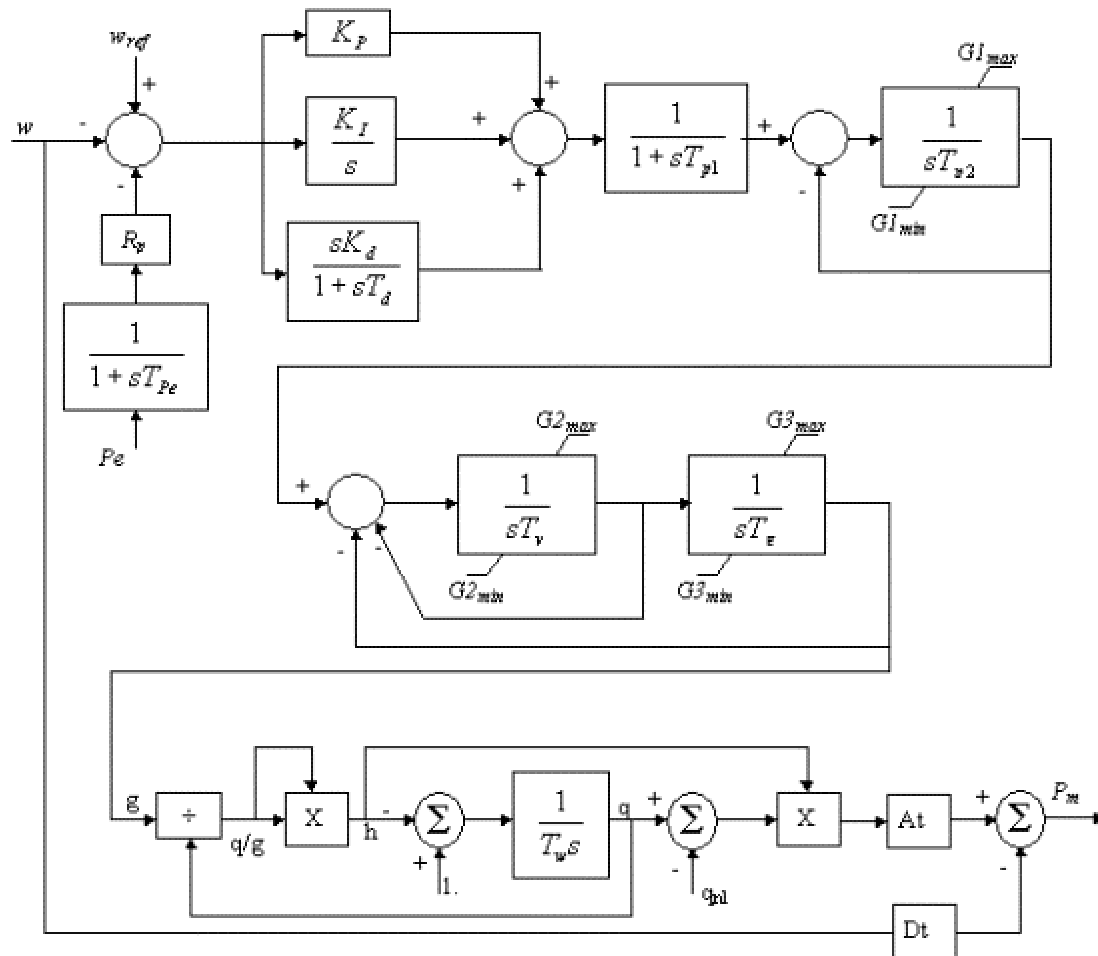 w_ref
+
w
-
-
R_p
1
1 + sT_Pe
Pe
K_P
K_I
s
sK_d
1 + sT_d
+
+
+
1
1 + sT_p1
+
-
G1_max
1
sT_p2
G1_min
+
-
-
G2_max
1
sT_v
G2_min
G3_max
1
sT_g
G3_min
g
÷
q/g
X
h
-
Σ
+
1.
1
T_w s
q
+
Σ
-
q_nl
X
At
+
Σ
-
P_m
Dt